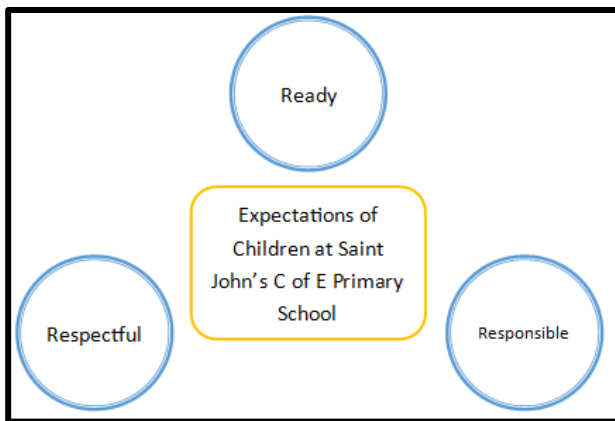 Ready
Expectations of
Children at Saint
John's C of E Primary
School
Respectful
Responsible